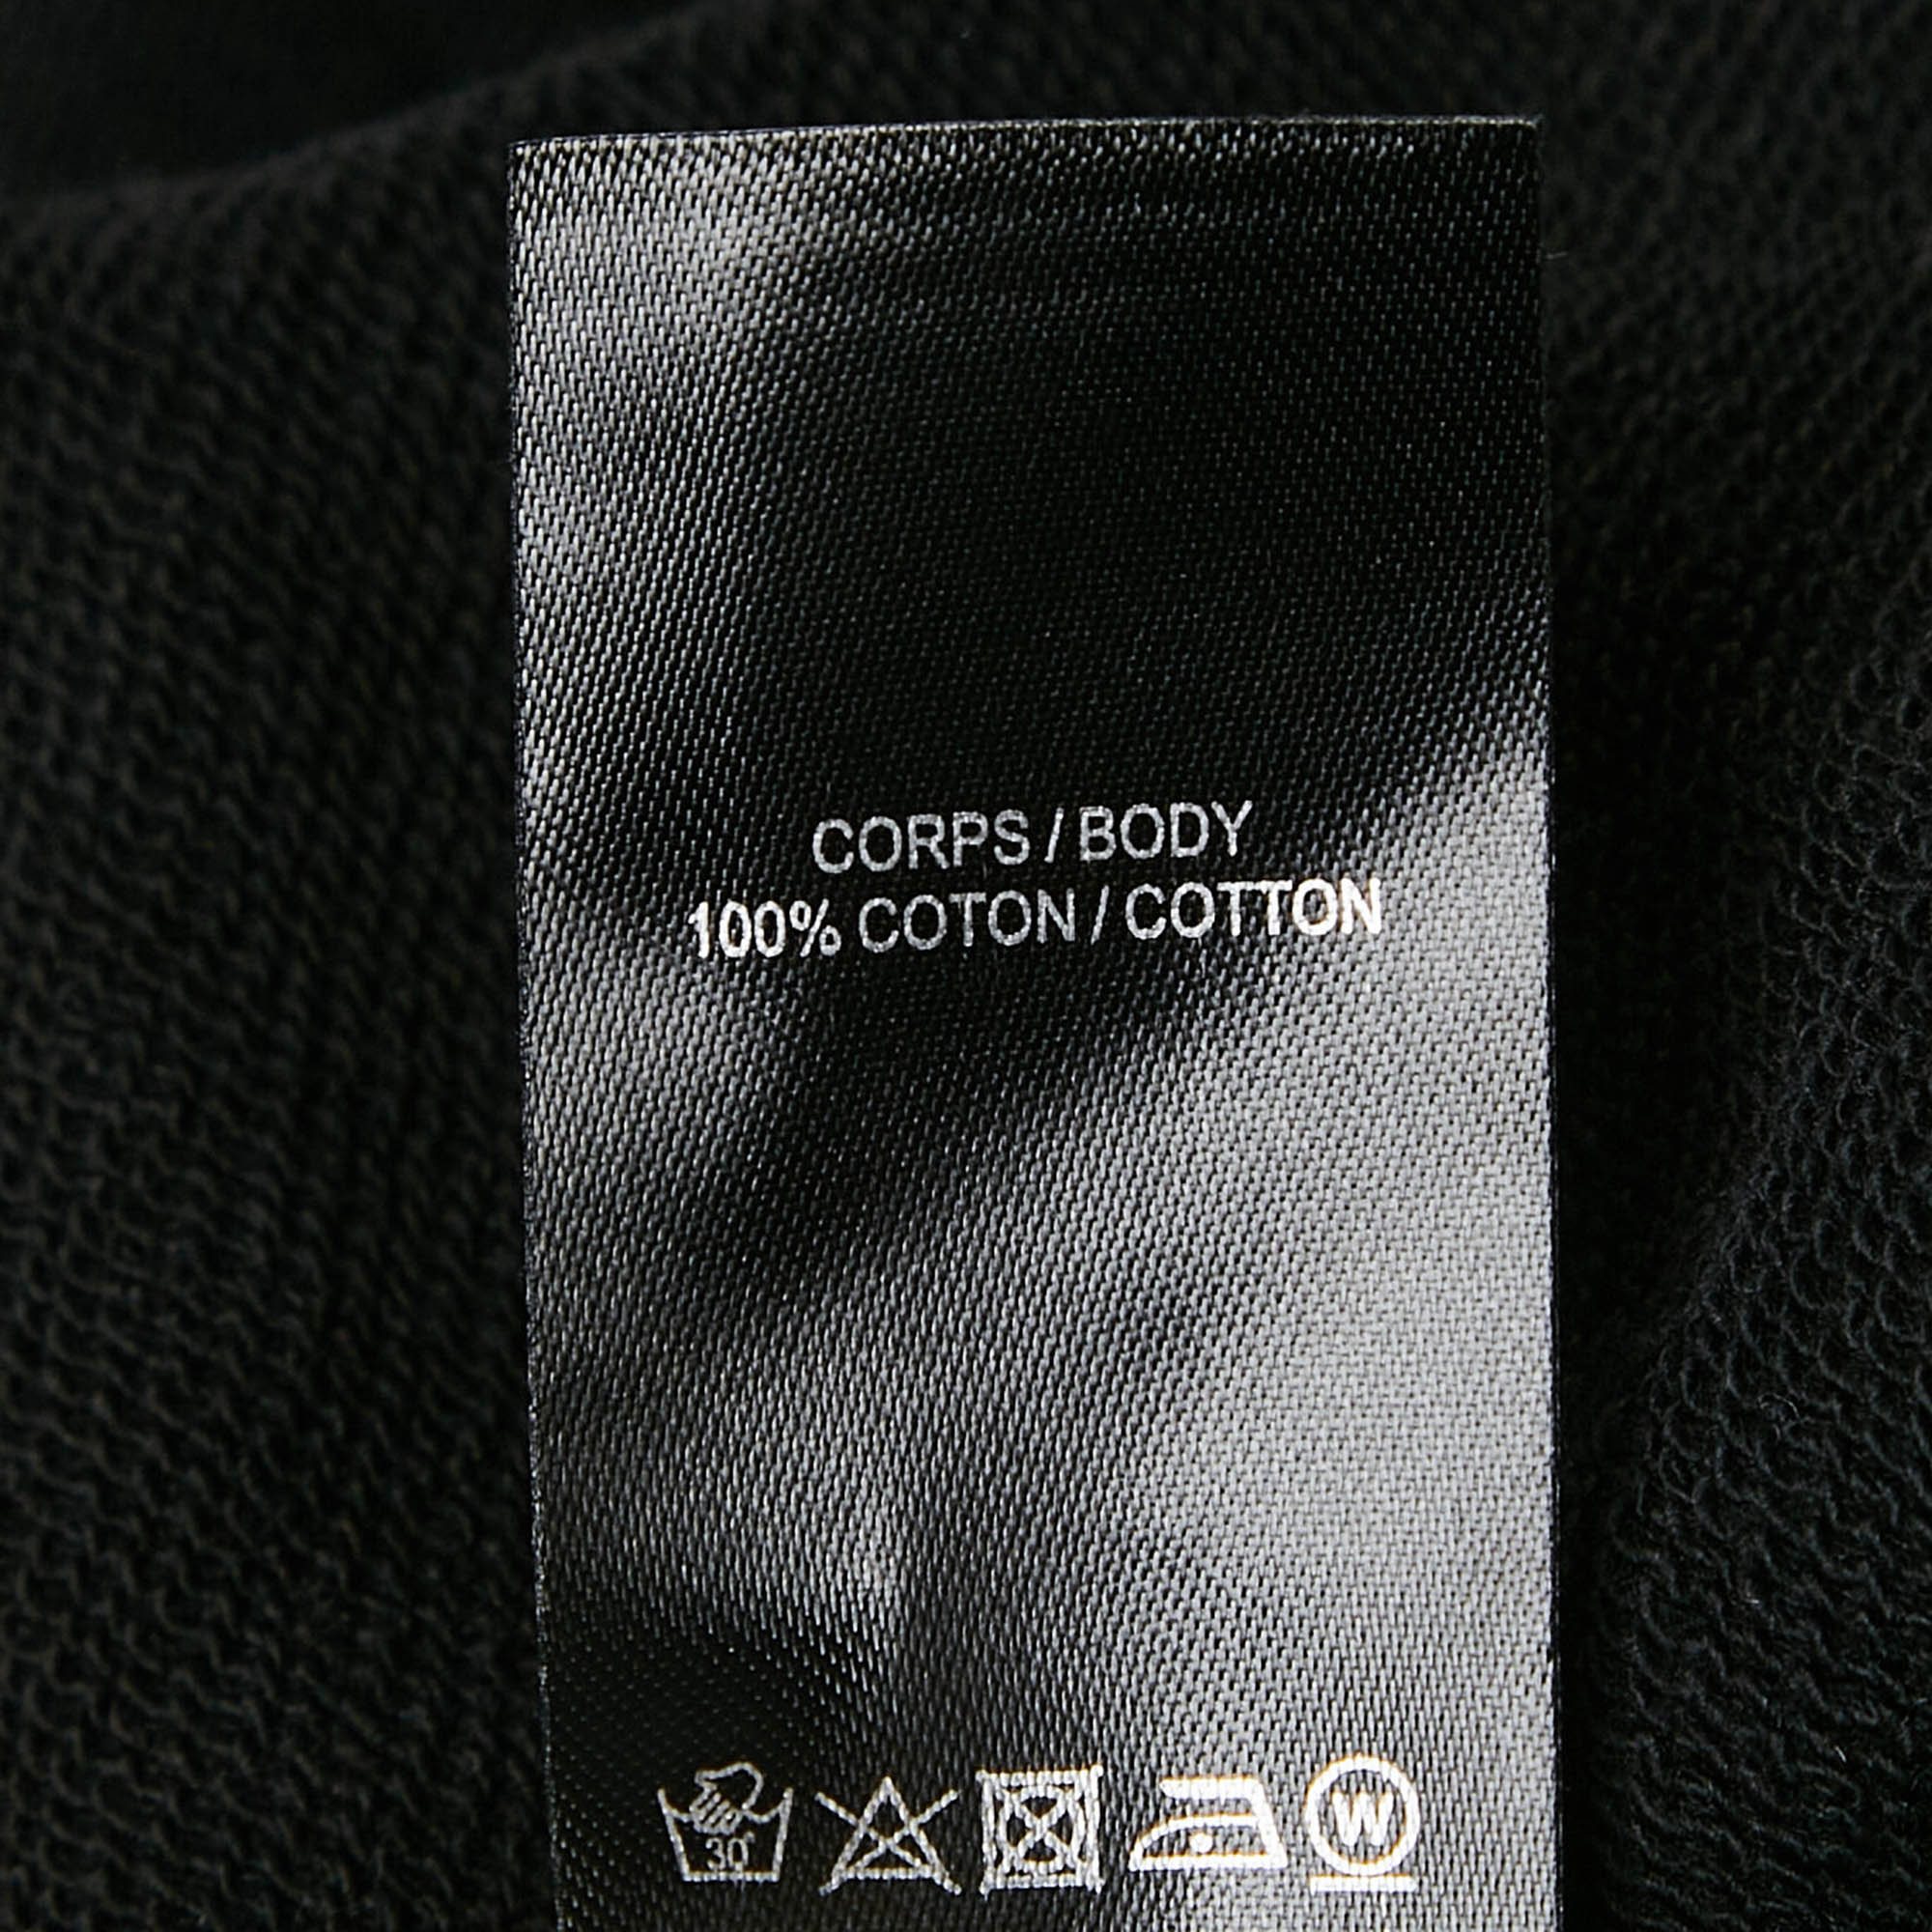 CORPS / BODY
100% COTON / COTTON
30°
W